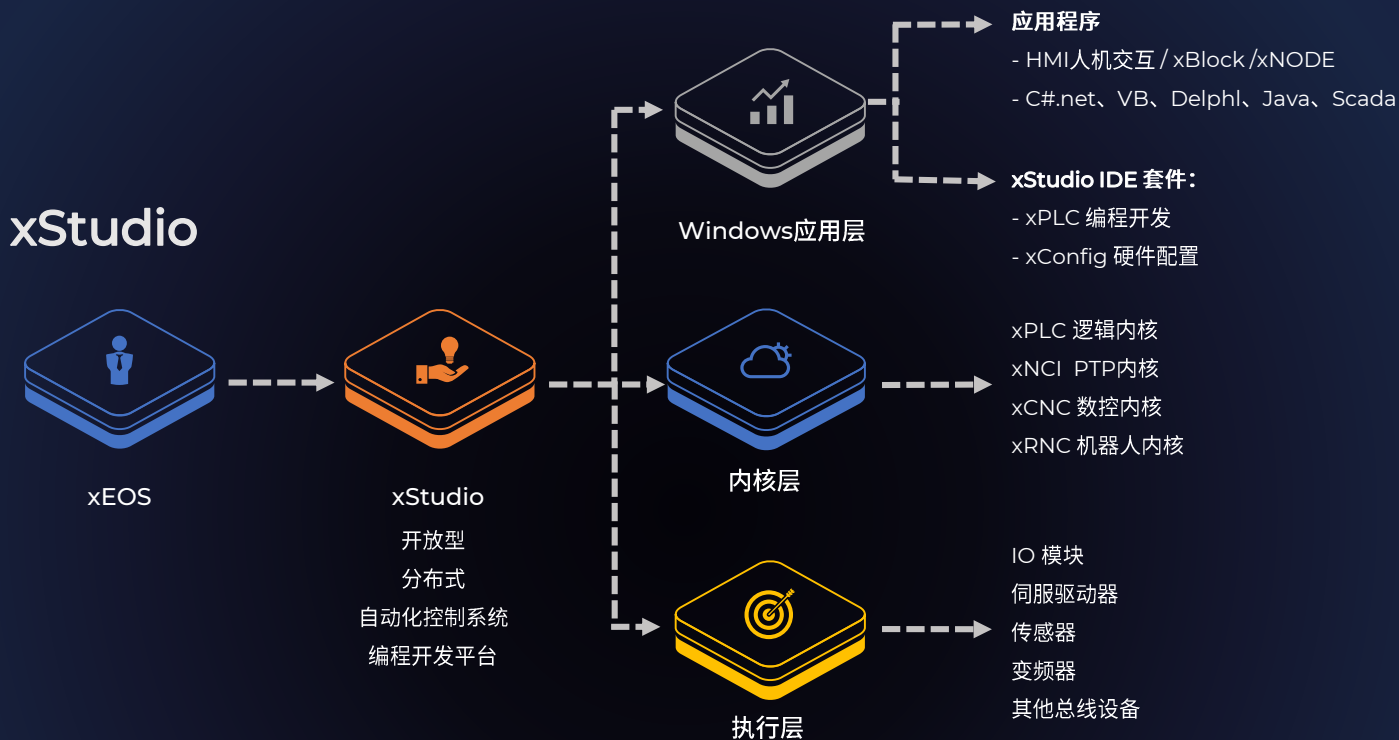 xStudio
xEOS
xStudio
开放型
分布式
自动化控制系统
编程开发平台
Windows应用层
应用程序
- HMI人机交互 / xBlock /xNODE
- C#.net、VB、Delphl、Java、Scada
xStudio IDE 套件：
- xPLC 编程开发
- xConfig 硬件配置
内核层
xPLC 逻辑内核
xNCI PTP内核
xCNC 数控内核
xRNC 机器人内核
执行层
IO 模块
伺服驱动器
传感器
变频器
其他总线设备